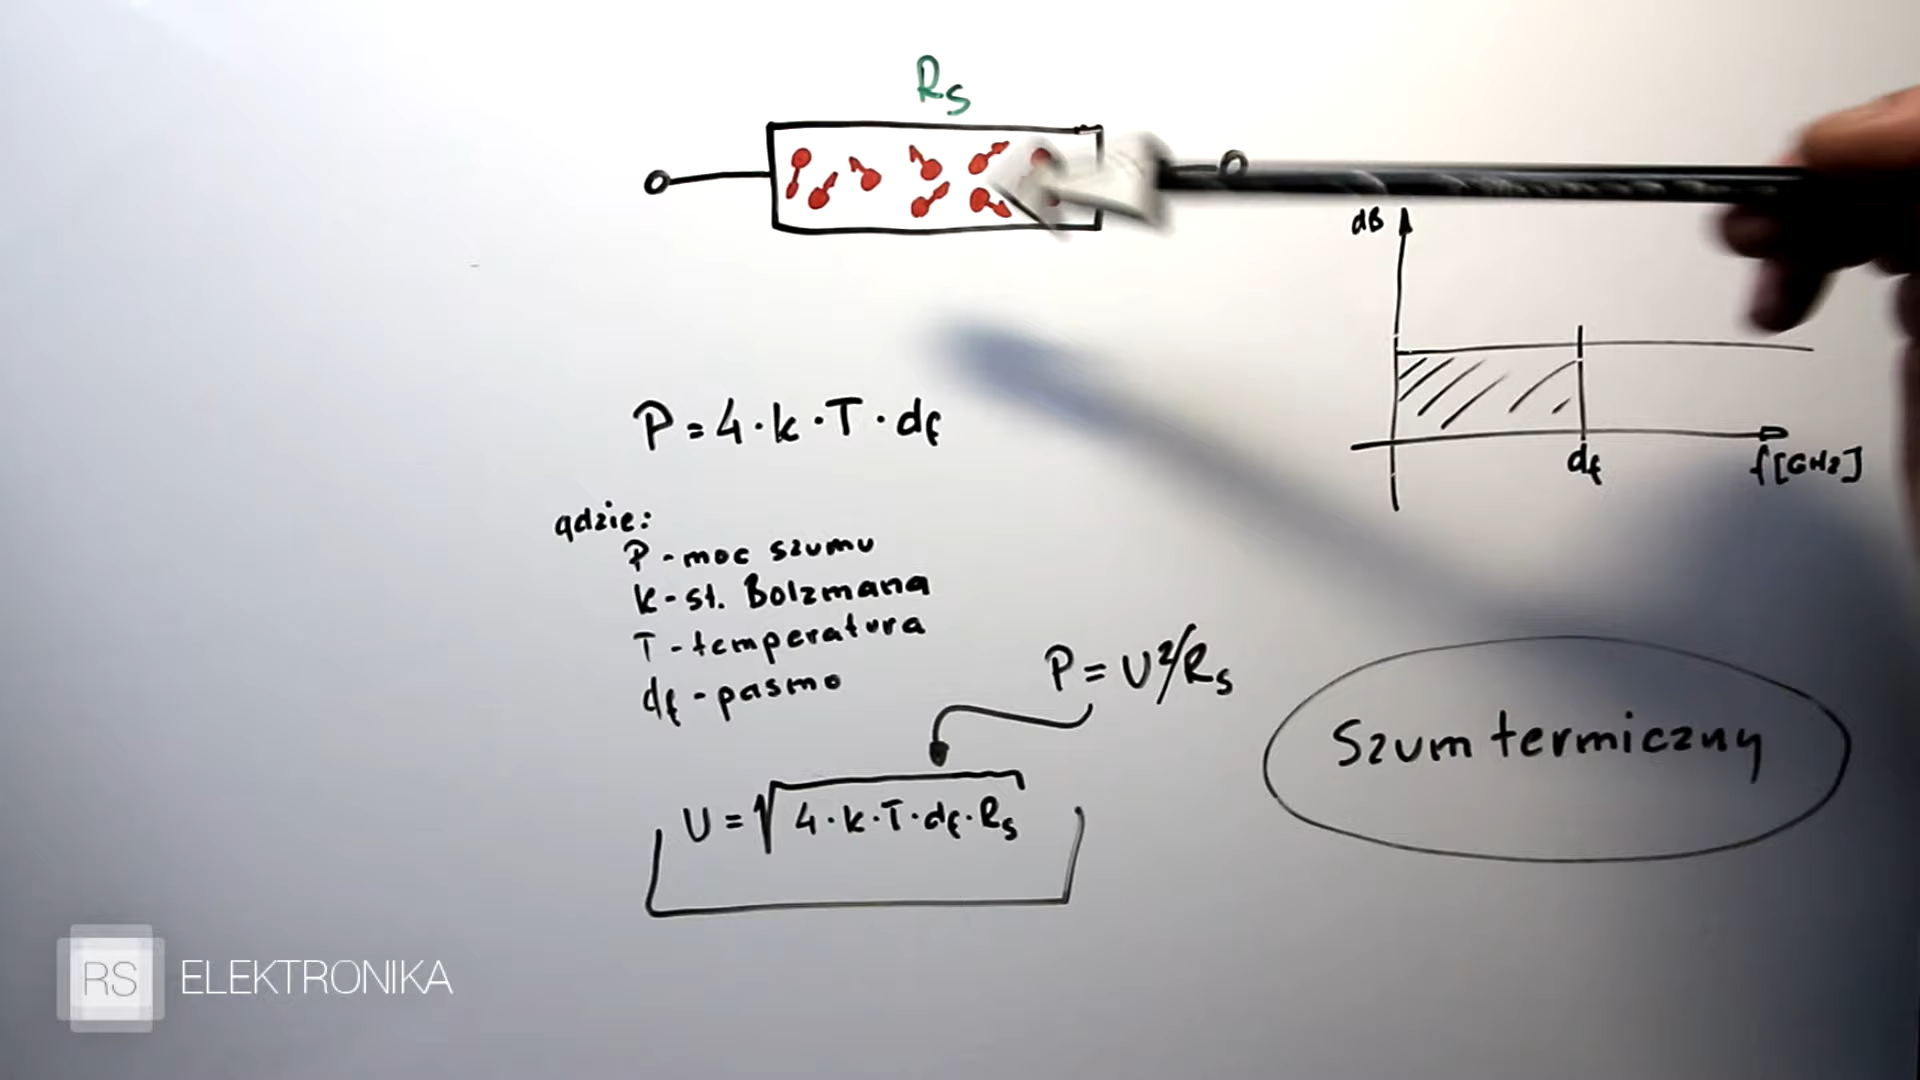 Rs
dB
df
f[GHz]
P = 4·k·T·df
gdzie:
P - moc szumu
k - st. Bolzmana
T - temperatura
df - pasmo
P = U²/Rs
U = √4·k·T·df·Rs
Szum termiczny
RS ELEKTRONIKA